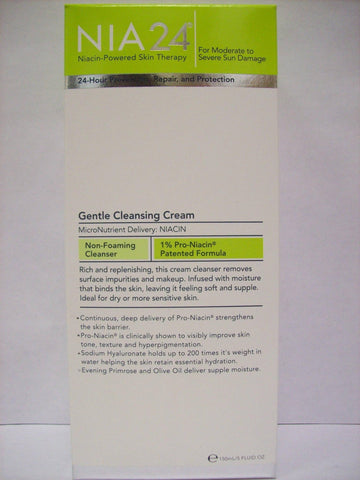 NIA24®
Niacin-Powered Skin Therapy
For Moderate to
Severe Sun Damage
24-Hour Prevention, Repair, and Protection
Gentle Cleansing Cream
MicroNutrient Delivery: NIACIN
Non-Foaming
Cleanser
1% Pro-Niacin®
Patented Formula
Rich and replenishing, this cream cleanser removes
surface impurities and makeup. Infused with moisture
that binds the skin, leaving it feeling soft and supple.
Ideal for dry or more sensitive skin.
•Continuous, deep delivery of Pro-Niacin® strengthens
the skin barrier.
•Pro-Niacin® is clinically shown to visibly improve skin
tone, texture and hyperpigmentation.
•Sodium Hyaluronate holds up to 200 times it's weight in
water helping the skin retain essential hydration.
•Evening Primrose and Olive Oil deliver supple moisture.
℮150mL/5 FLUID OZ